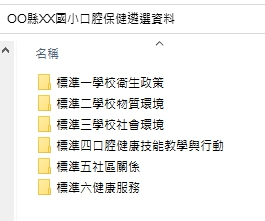 OO縣XX國小口腔保健遴選資料
名稱
標準一學校衛生政策
標準二學校物質環境
標準三學校社會環境
標準四口腔健康技能教學與行動
標準五社區關係
標準六健康服務